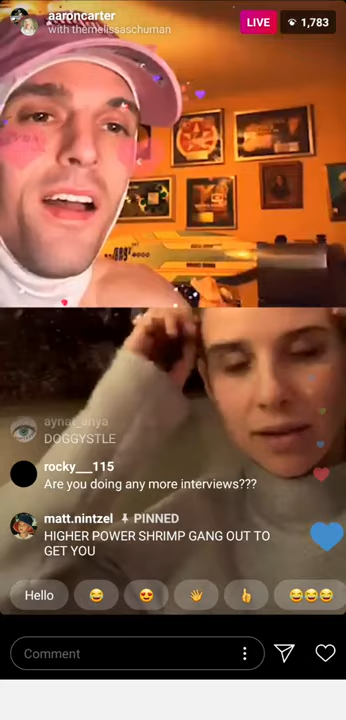 aaroncarter
with themelissaschuman
LIVE
1,783
aynat_anya
DOGGYSTLE
rocky___115
Are you doing any more interviews???
matt.nintzel PINNED
HIGHER POWER SHRIMP GANG OUT TO
GET YOU
Hello
Comment